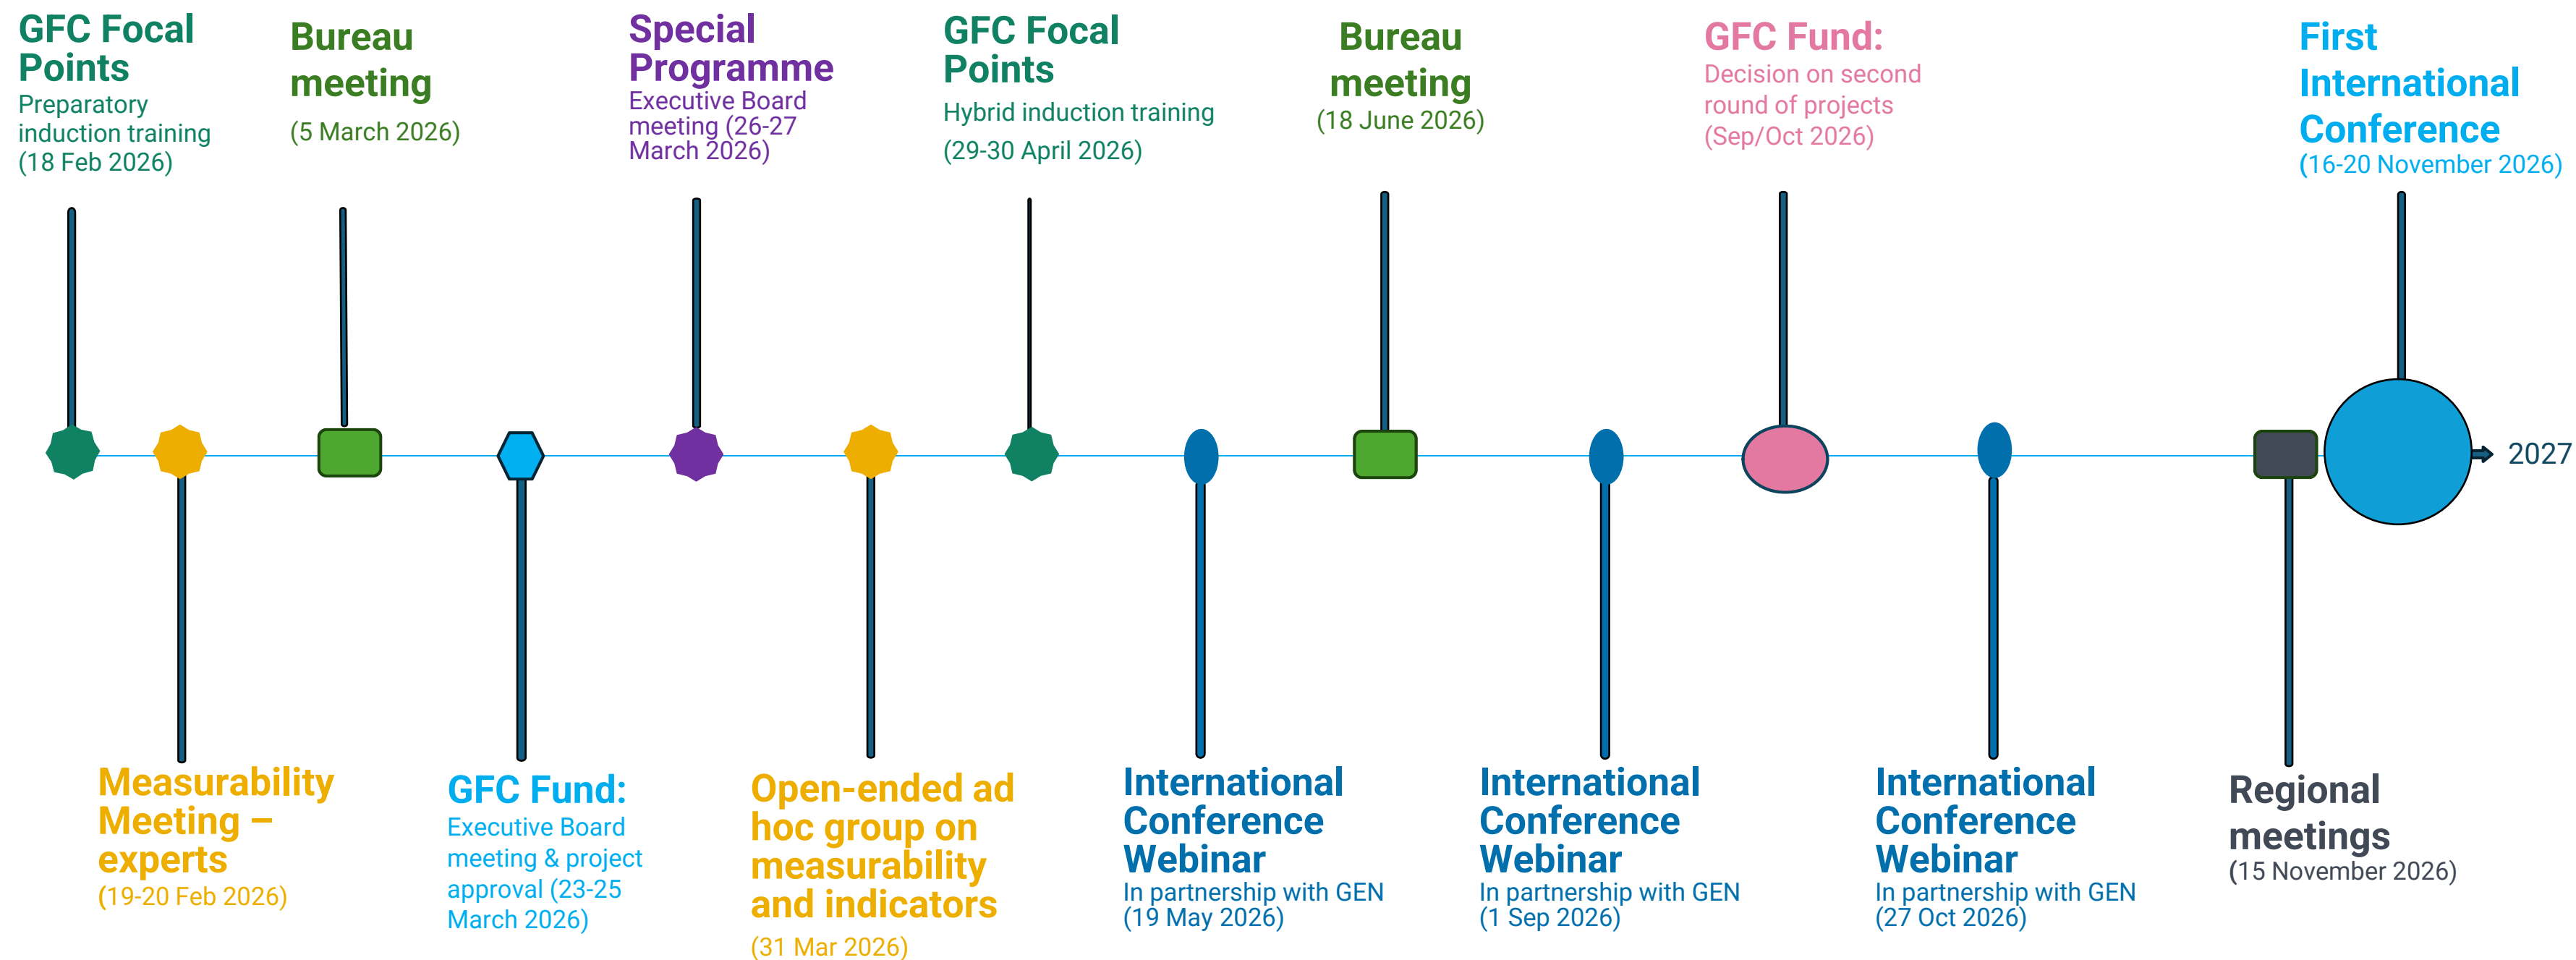 GFC Focal
Points
Preparatory
induction training
(18 Feb 2026)
Bureau
meeting
(5 March 2026)
Special
Programme
Executive Board
meeting (26-27
March 2026)
GFC Focal
Points
Hybrid induction training
(29-30 April 2026)
Bureau
meeting
(18 June 2026)
GFC Fund:
Decision on second
round of projects
(Sep/Oct 2026)
First
International
Conference
(16-20 November 2026)
2027
Measurability
Meeting –
experts
(19-20 Feb 2026)
GFC Fund:
Executive Board
meeting & project
approval (23-25
March 2026)
Open-ended ad
hoc group on
measurability
and indicators
(31 Mar 2026)
International
Conference
Webinar
In partnership with GEN
(19 May 2026)
International
Conference
Webinar
In partnership with GEN
(1 Sep 2026)
International
Conference
Webinar
In partnership with GEN
(27 Oct 2026)
Regional
meetings
(15 November 2026)